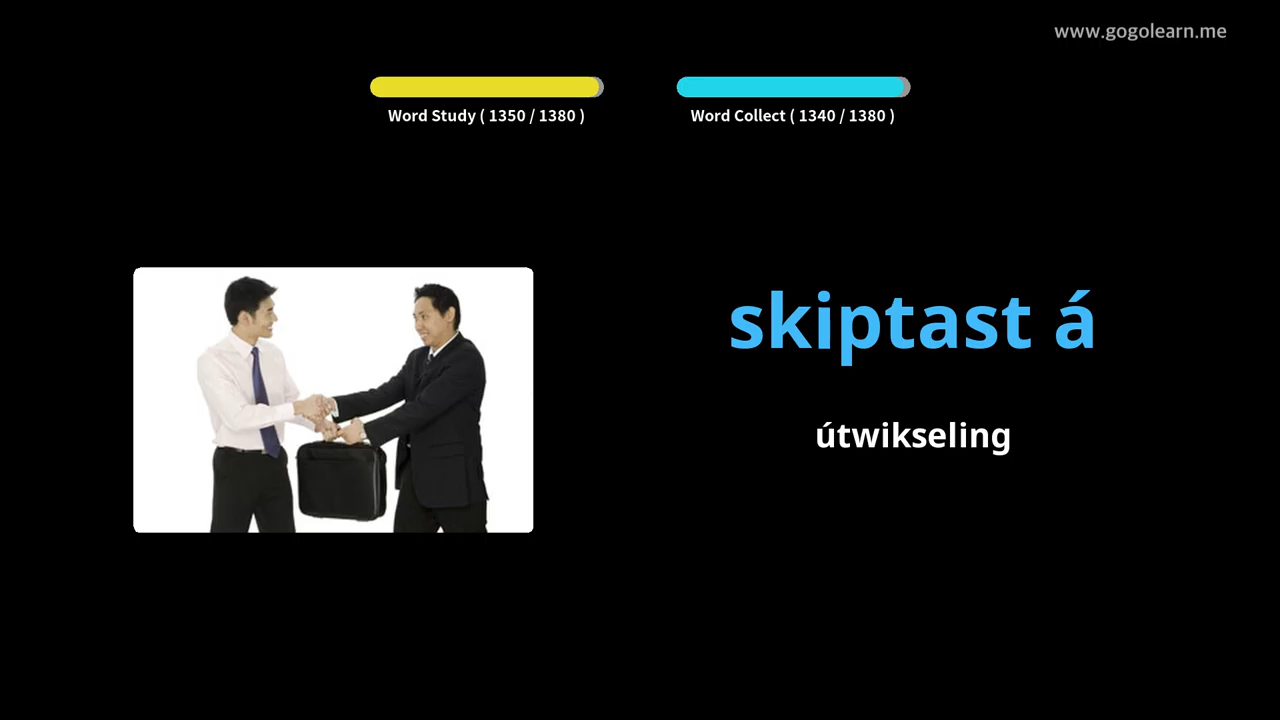 www.gogolearn.me
Word Study ( 1350 / 1380 )
Word Collect ( 1340 / 1380 )
skiptast á
útwikseling